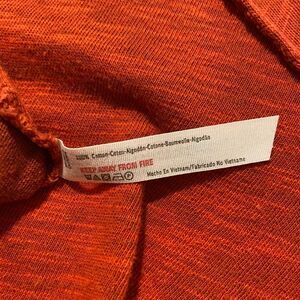 100% Cotton-Coton-Algodón-Cotone-Baumwolle-Algodão
KEEP AWAY FROM FIRE
Hecho En Vietnam/Fabricado No Vietname